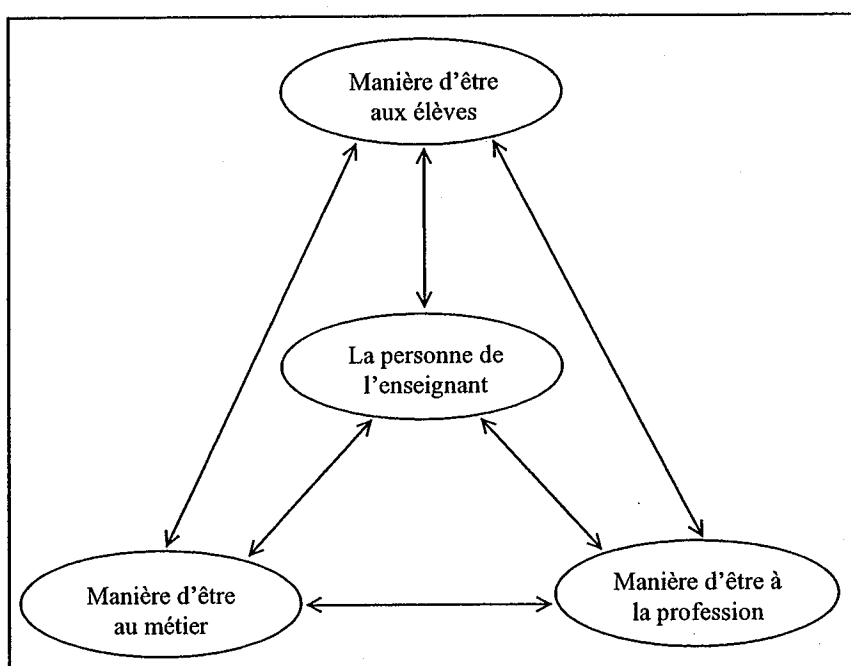 Manière d'être
aux élèves
La personne de
l'enseignant
Manière d'être
au métier
Manière d'être à
la profession